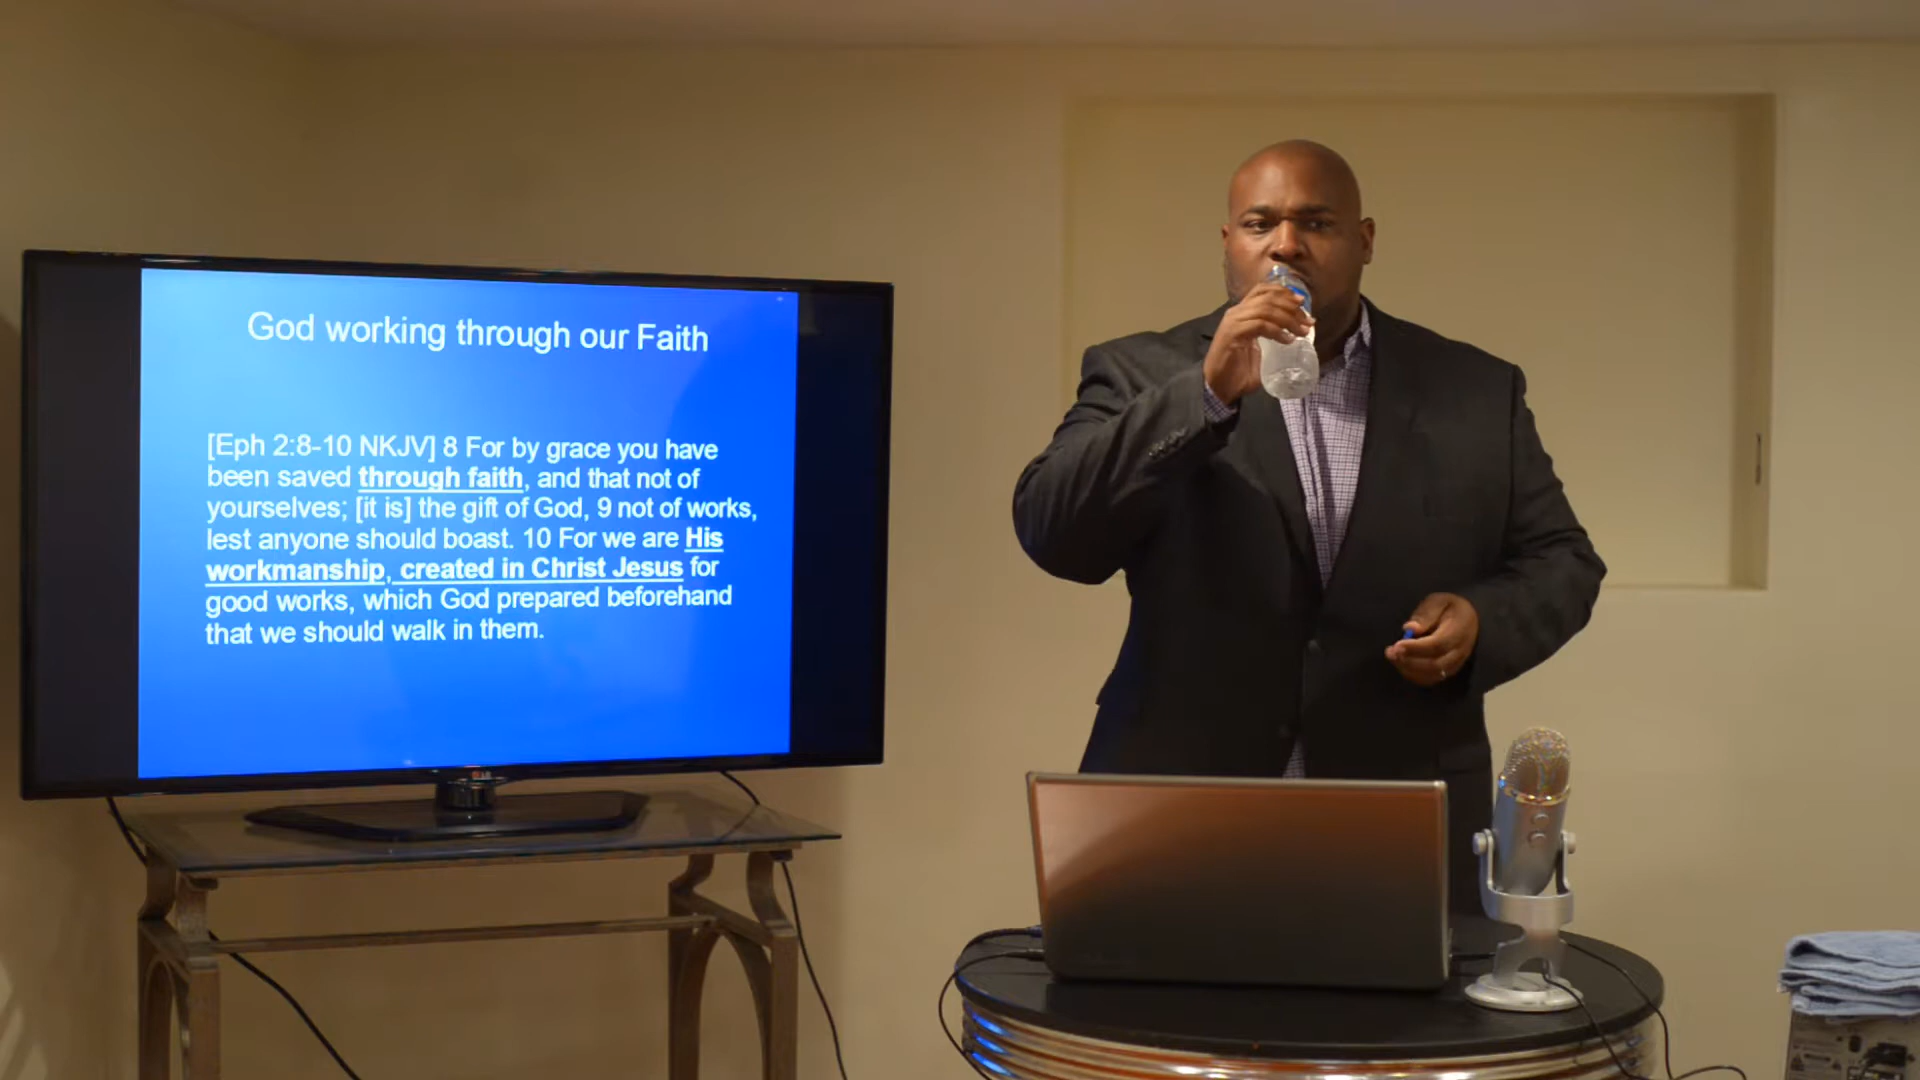 God working through our Faith
[Eph 2:8-10 NKJV] 8 For by grace you have
been saved through faith, and that not of
yourselves; [it is] the gift of God, 9 not of works,
lest anyone should boast. 10 For we are His
workmanship, created in Christ Jesus for
good works, which God prepared beforehand
that we should walk in them.